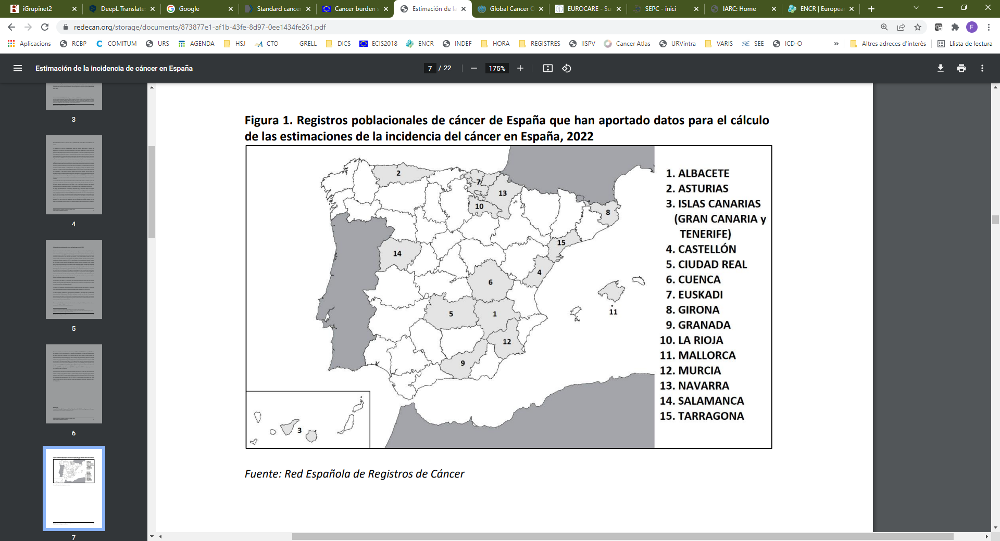 iGrupinet2
DeepL Translate
Google
Standard cancer
Cancer burden s
Estimación de la
Global Cancer O
EUROCARE - Su
SEPC - inici
IARC: Home
ENCR | Europea
redecan.org/storage/documents/873877e1-af1b-43fe-8d97-0ee1434fe261.pdf
F
Aplicacions
RCBP
COMITUM
URS
AGENDA
HSJ
CTO
GRELL
DICS
ECIS2018
ENCR
INDEF
HORA
REGISTRES
IISPV
Cancer Atlas
URVintra
VARIS
SEE
ICD-O
»
Altres adreces d'interès
Llista de lectura
Estimación de la incidencia de cáncer en España
7 / 22
175%
3
4
5
6
7
Figura 1. Registros poblacionales de cáncer de España que han aportado datos para el cálculo
de las estimaciones de la incidencia del cáncer en España, 2022
2
7
13
10
8
15
14
4
6
11
5
1
12
9
3
1. ALBACETE
2. ASTURIAS
3. ISLAS CANARIAS
(GRAN CANARIA y
TENERIFE)
4. CASTELLÓN
5. CIUDAD REAL
6. CUENCA
7. EUSKADI
8. GIRONA
9. GRANADA
10. LA RIOJA
11. MALLORCA
12. MURCIA
13. NAVARRA
14. SALAMANCA
15. TARRAGONA
Fuente: Red Española de Registros de Cáncer